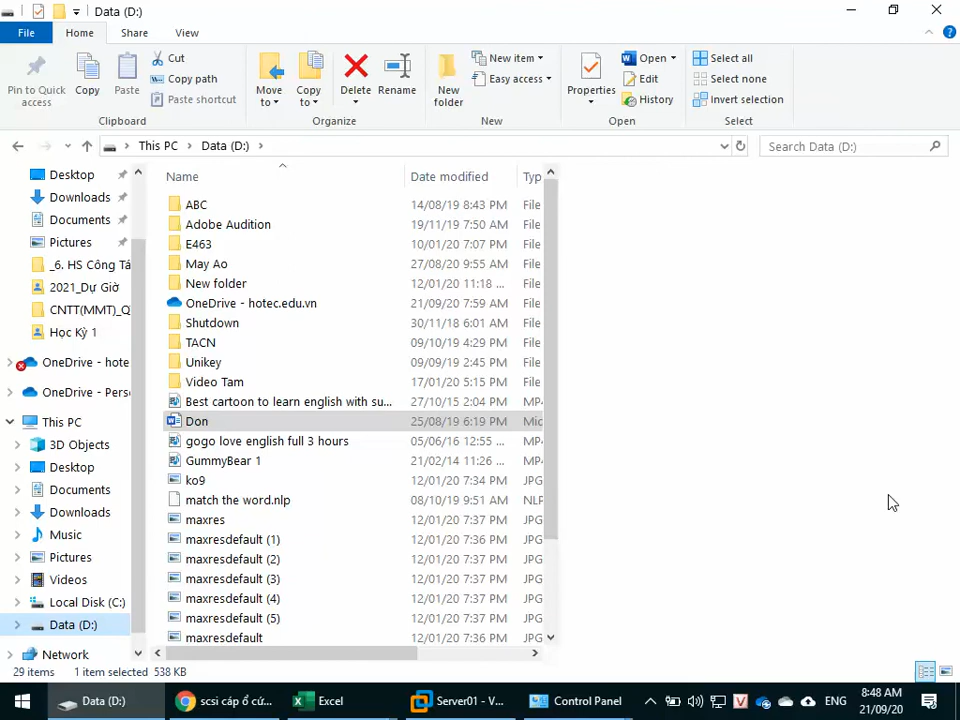 Data (D:)
File Home Share View
Pin to Quick access
Copy
Paste
Cut
Copy path
Paste shortcut
Clipboard
Move to
Copy to
Delete
Rename
Organize
New folder
New item
Easy access
New
Properties
Open
Edit
History
Open
Select all
Select none
Invert selection
Select
This PC > Data (D:) >
Search Data (D:)
Desktop
Downloads
Documents
Pictures
_6. HS Công Tá
2021_Dự Giờ
CNTT(MMT)_Q
Học Kỳ 1
OneDrive - hote
OneDrive - Pers
This PC
3D Objects
Desktop
Documents
Downloads
Music
Pictures
Videos
Local Disk (C:)
Data (D:)
Network
Name Date modified Typ
ABC 14/08/19 8:43 PM File
Adobe Audition 19/11/19 7:50 AM File
E463 10/01/20 7:07 PM File
May Ao 27/08/20 9:55 AM File
New folder 12/01/20 11:18 ... File
OneDrive - hotec.edu.vn 21/09/20 7:59 AM File
Shutdown 30/11/18 6:01 AM File
TACN 09/10/19 4:29 PM File
Unikey 09/09/19 2:45 PM File
Video Tam 17/01/20 5:15 PM File
Best cartoon to learn english with su... 27/10/15 2:04 PM MP4
Don 25/08/19 6:19 PM Mic
gogo love english full 3 hours 05/06/16 12:55 ... MP4
GummyBear 1 21/02/14 11:26 ... MP4
ko9 12/01/20 7:34 PM JPG
match the word.nlp 08/10/19 9:51 AM NLP
maxres 12/01/20 7:37 PM JPG
maxresdefault (1) 12/01/20 7:36 PM JPG
maxresdefault (2) 12/01/20 7:37 PM JPG
maxresdefault (3) 12/01/20 7:37 PM JPG
maxresdefault (4) 12/01/20 7:37 PM JPG
maxresdefault (5) 12/01/20 7:37 PM JPG
maxresdefault 12/01/20 7:36 PM JPG
29 items 1 item selected 538 KB
Data (D:) scsi cáp ổ cứ... Excel Server01 - V... Control Panel ENG
8:48 AM
21/09/20